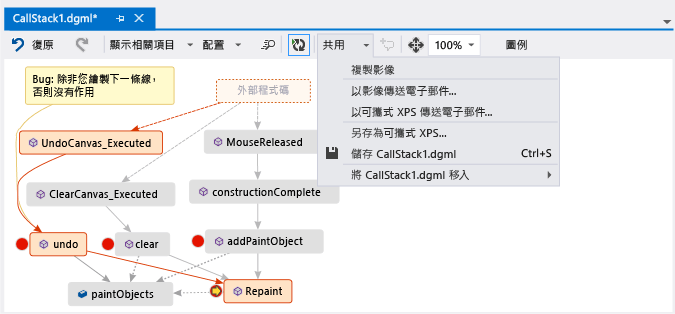 CallStack1.dgml*
復原 顯示相關項目 配置 共用 100% 圖例
複製影像
以影像傳送電子郵件...
以可攜式 XPS 傳送電子郵件...
另存為可攜式 XPS...
儲存 CallStack1.dgml Ctrl+S
將 CallStack1.dgml 移入
Bug: 除非您繪製下一條線，
否則沒有作用
外部程式碼
UndoCanvas_Executed
MouseReleased
ClearCanvas_Executed
constructionComplete
undo
clear
addPaintObject
paintObjects
Repaint